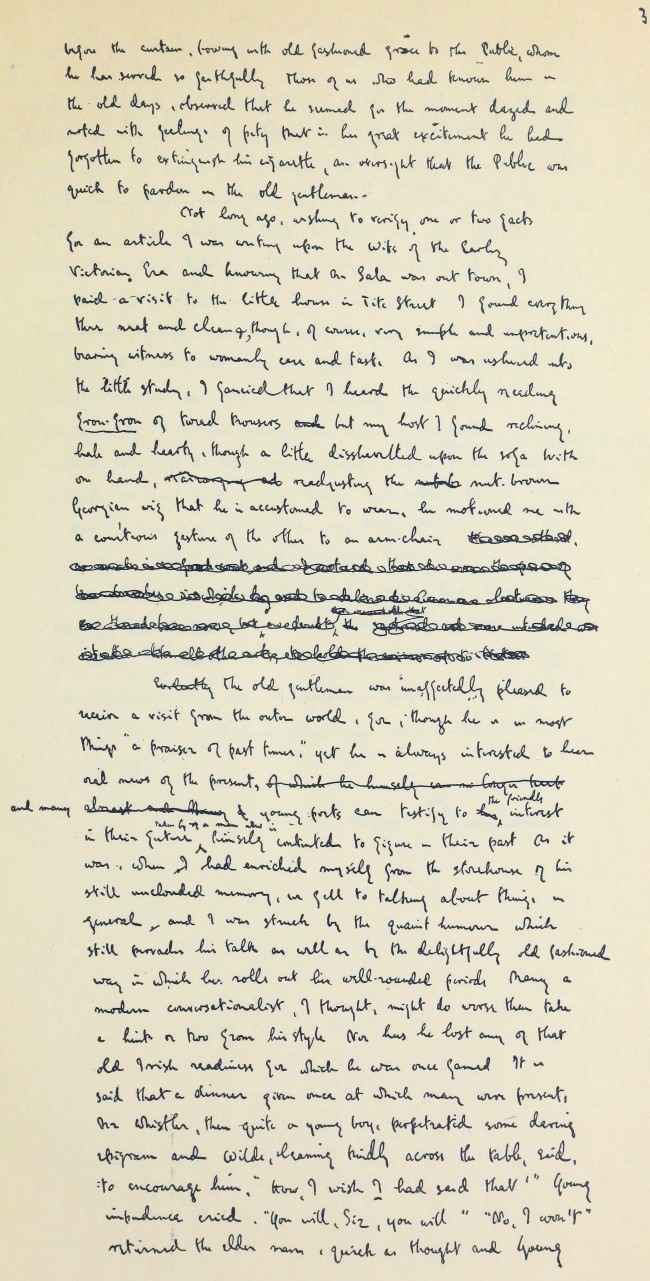 3
before the curtain, bowing with old fashioned grace to the Public, whom
he has served so faithfully Those of us who had known him in
the old days, observed that he seemed for the moment dazed and
noted with feelings of pity that in his great excitement he had
forgotten to extinguish his cigarette, an oversight that the Public was
quick to pardon in the old gentleman.
Not long ago, wishing to verify one or two facts
for an article I was writing upon the Wits of the Early
Victorian Era and knowing that Mr Sala was out town, I
paid a visit to the little house in Tite Street I found everything
there neat and clean, though, of course, very simple and unpretentious,
bearing witness to womanly care and taste. As I was ushered into
the little study, I fancied that I heard the quickly receding
frou-frou of tweed trousers and but my host I found reclining,
hale and hearty, though a little dishevelled upon the sofa With
one hand, readjusting the nut-brown
Georgian wig that he is accustomed to wear, he motioned me with
a courteous gesture of the other to an arm-chair
Evidently the old gentleman was unaffectedly pleased to
receive a visit from the outer world, for, though he is in most
things "a praiser of past times," yet he is always interested to hear
oral news of the present, of which he himself can no longer
and many young poets can testify to his the friendly interest
in their future himself contented to figure in their past As it
was, when I had enriched myself from the storehouse of his
still unclouded memory, we fell to talking about things in
general, and I was struck by the quaint humour which
still pervades his talk as well as by the delightfully old fashioned
way in which he rolls out his well-rounded periods Many a
modern conversationalist, I thought, might do worse than take
a hint or two from his style Nor has he lost any of that
old Irish readiness for which he was once famed It is
said that a dinner given once at which many were present,
Mr Whistler, then quite a young boy, perpetrated some daring
epigram and Wilde, leaning kindly across the table, said,
to encourage him, "How, I wish I had said that!" Young
impudence cried. "You will, Sir, you will" "No, I won't"
returned the elder man, quick as thought and Young